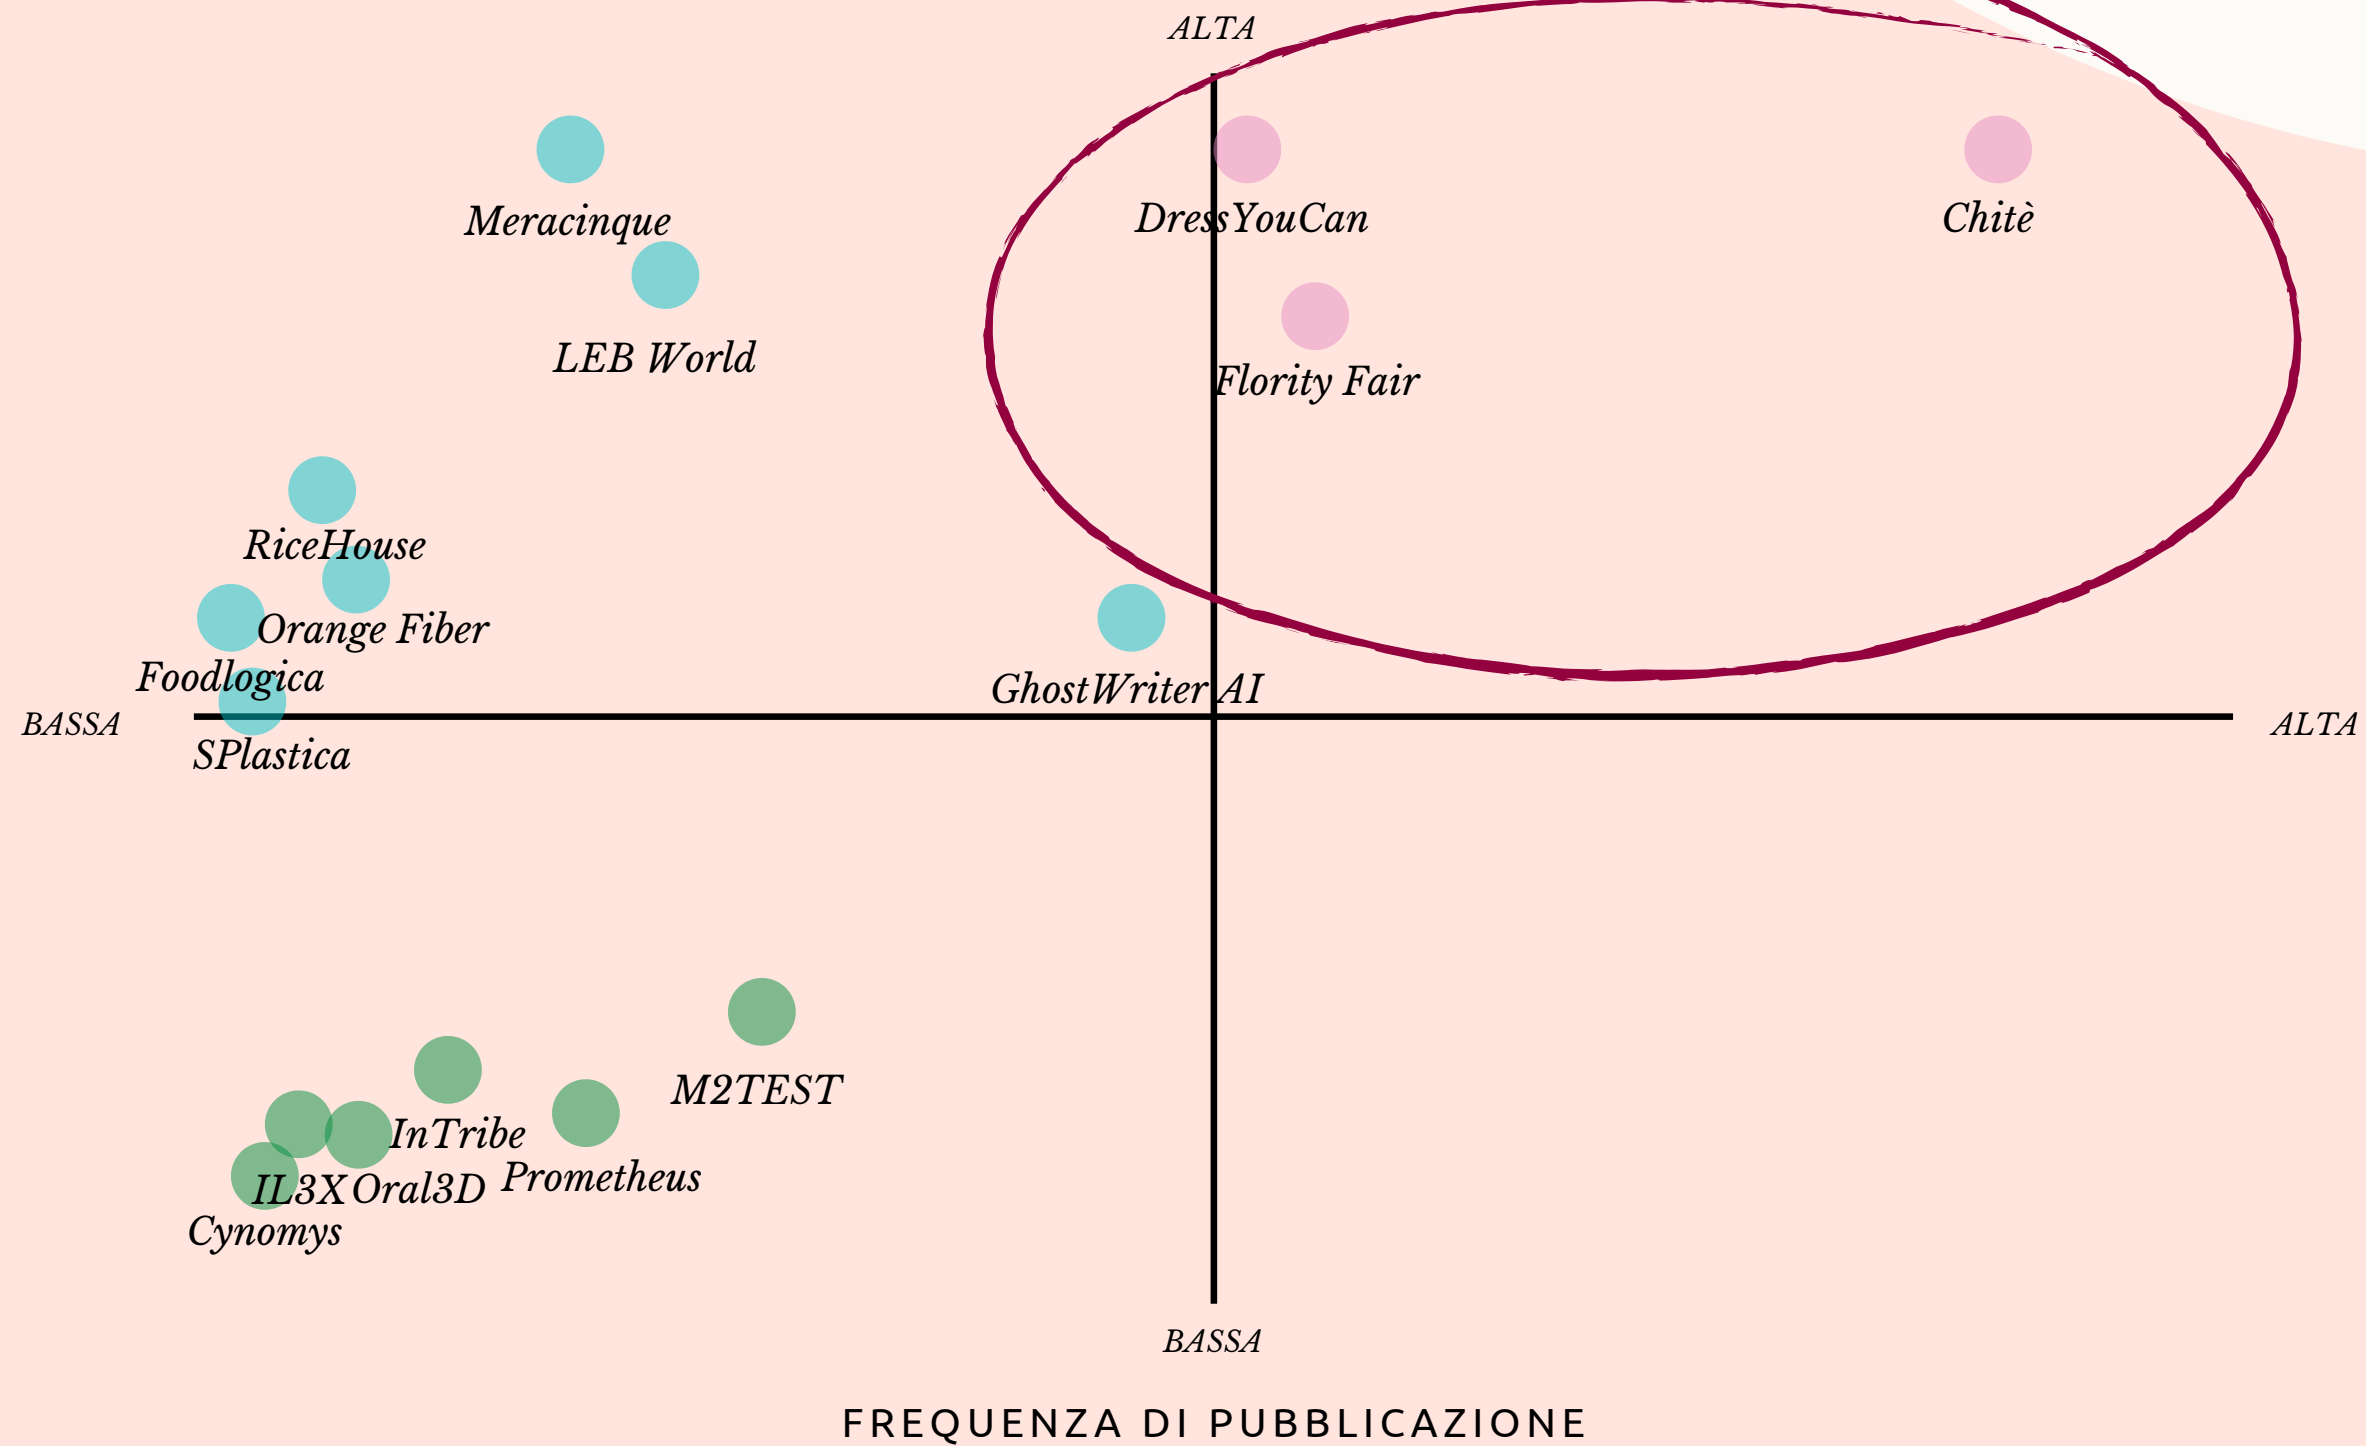 ALTA
Meracinque
DressYouCan
Chitè
LEB World
Flority Fair
RiceHouse
Orange Fiber
Foodlogica
GhostWriter AI
BASSA
ALTA
SPlastica
M2TEST
InTribe
Prometheus
IL3X
Oral3D
Cynomys
BASSA
FREQUENZA DI PUBBLICAZIONE